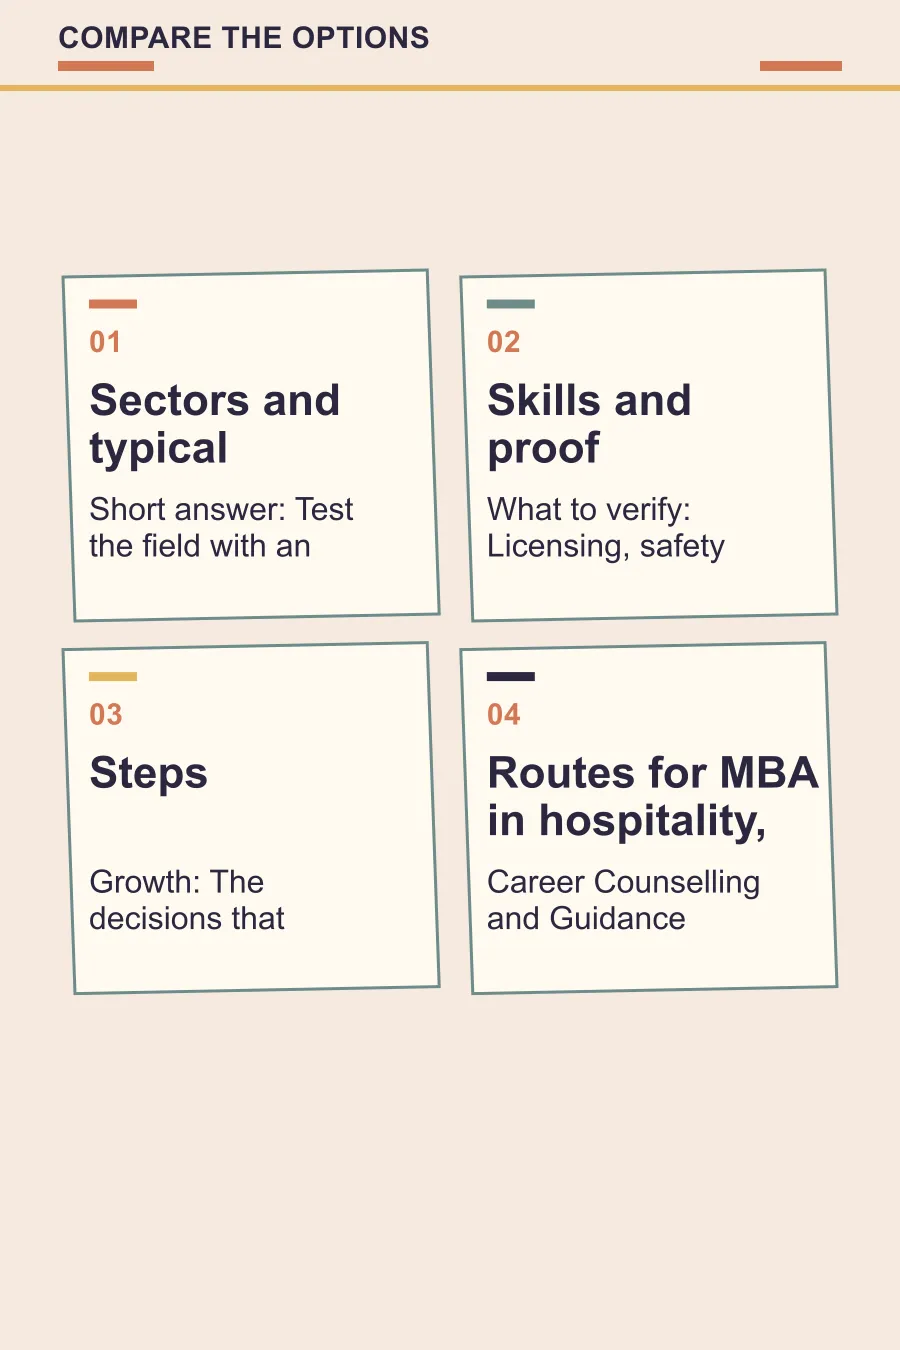 COMPARE THE OPTIONS
01
Sectors and
typical
Short answer: Test
the field with an
02
Skills and
proof
What to verify:
Licensing, safety
03
Steps
Growth: The
decisions that
04
Routes for MBA
in hospitality,
Career Counselling
and Guidance